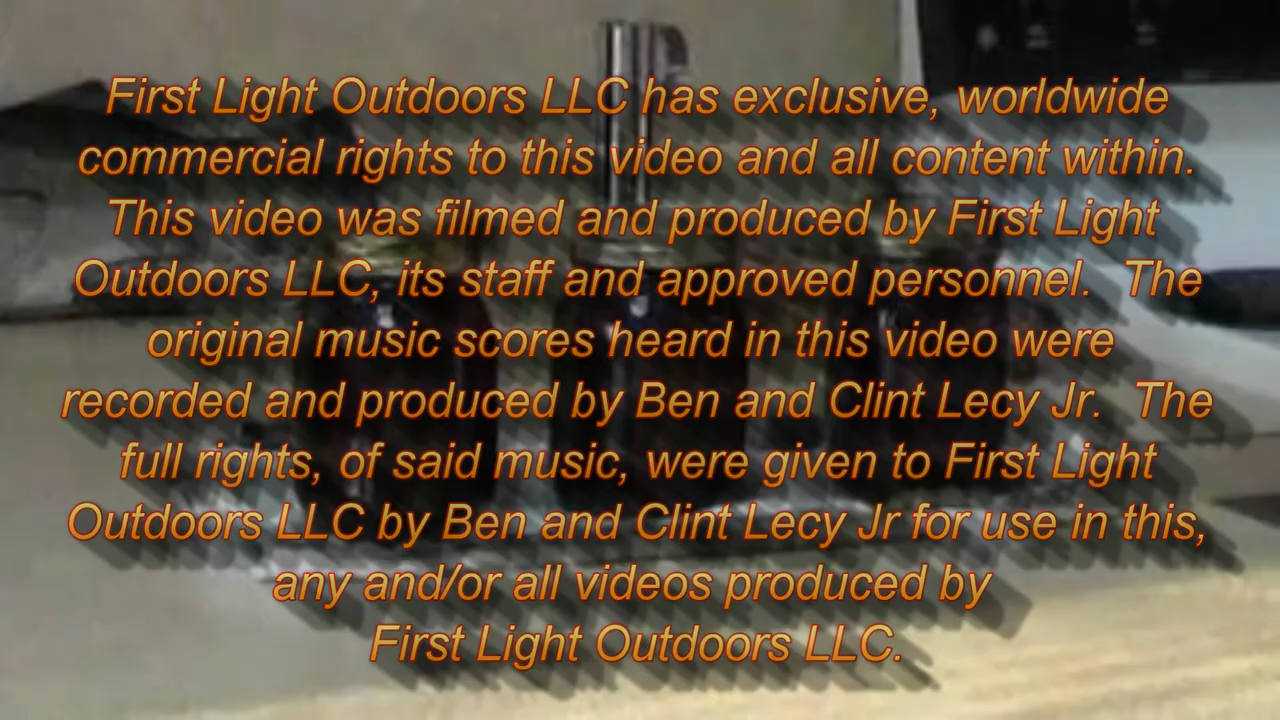 First Light Outdoors LLC has exclusive, worldwide
commercial rights to this video and all content within.
This video was filmed and produced by First Light
Outdoors LLC, its staff and approved personnel.  The
original music scores heard in this video were
recorded and produced by Ben and Clint Lecy Jr.  The
full rights, of said music, were given to First Light
Outdoors LLC by Ben and Clint Lecy Jr for use in this,
any and/or all videos produced by
First Light Outdoors LLC.